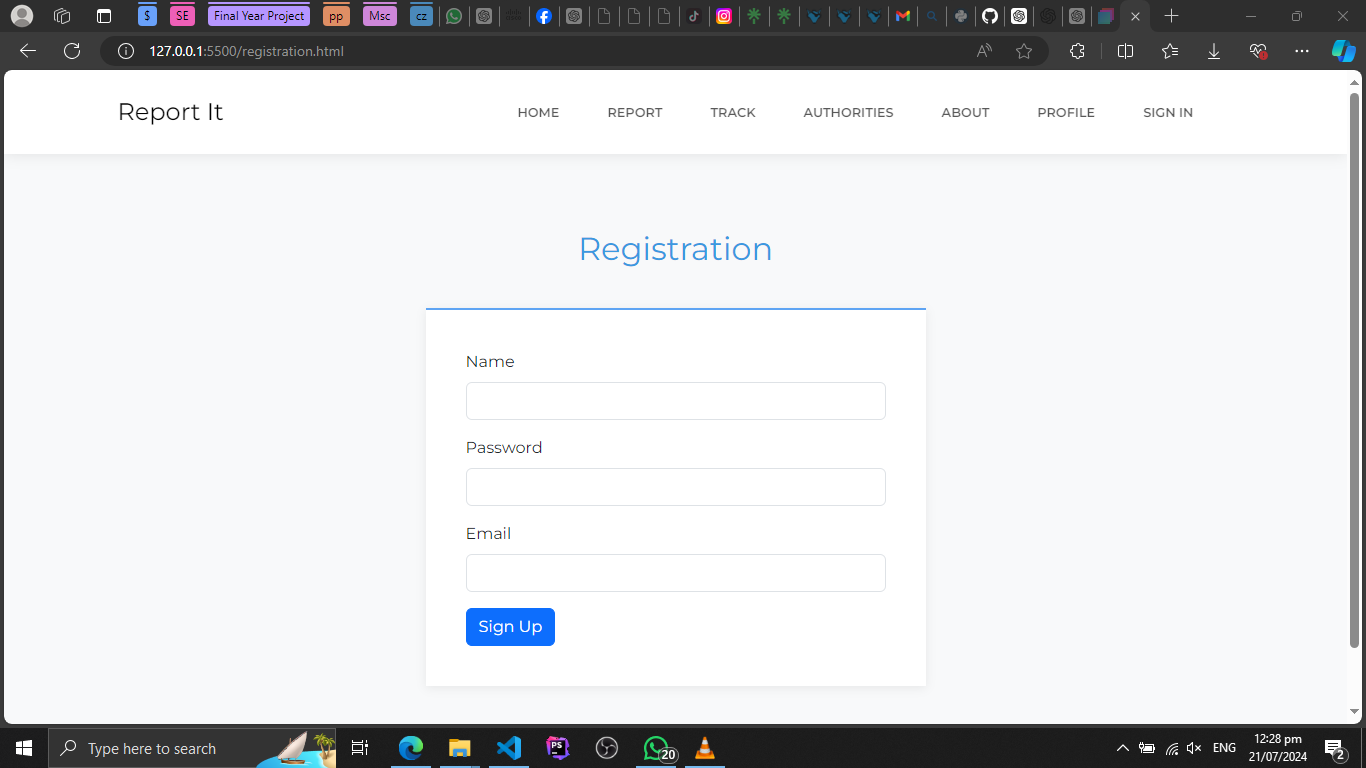 $ SE Final Year Project pp Msc cz
127.0.0.1:5500/registration.html
Report It HOME REPORT TRACK AUTHORITIES ABOUT PROFILE SIGN IN
Registration
Name
Password
Email
Sign Up
Type here to search
PS
20
ENG
12:28 pm
21/07/2024
2